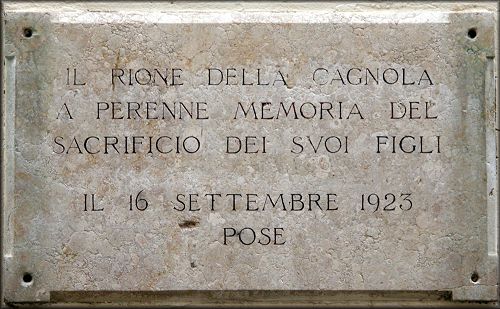 IL RIONE DELLA CAGNOLA
A PERENNE MEMORIA DEL
SACRIFICIO DEI SVOI FIGLI
IL 16 SETTEMBRE 1923
POSE